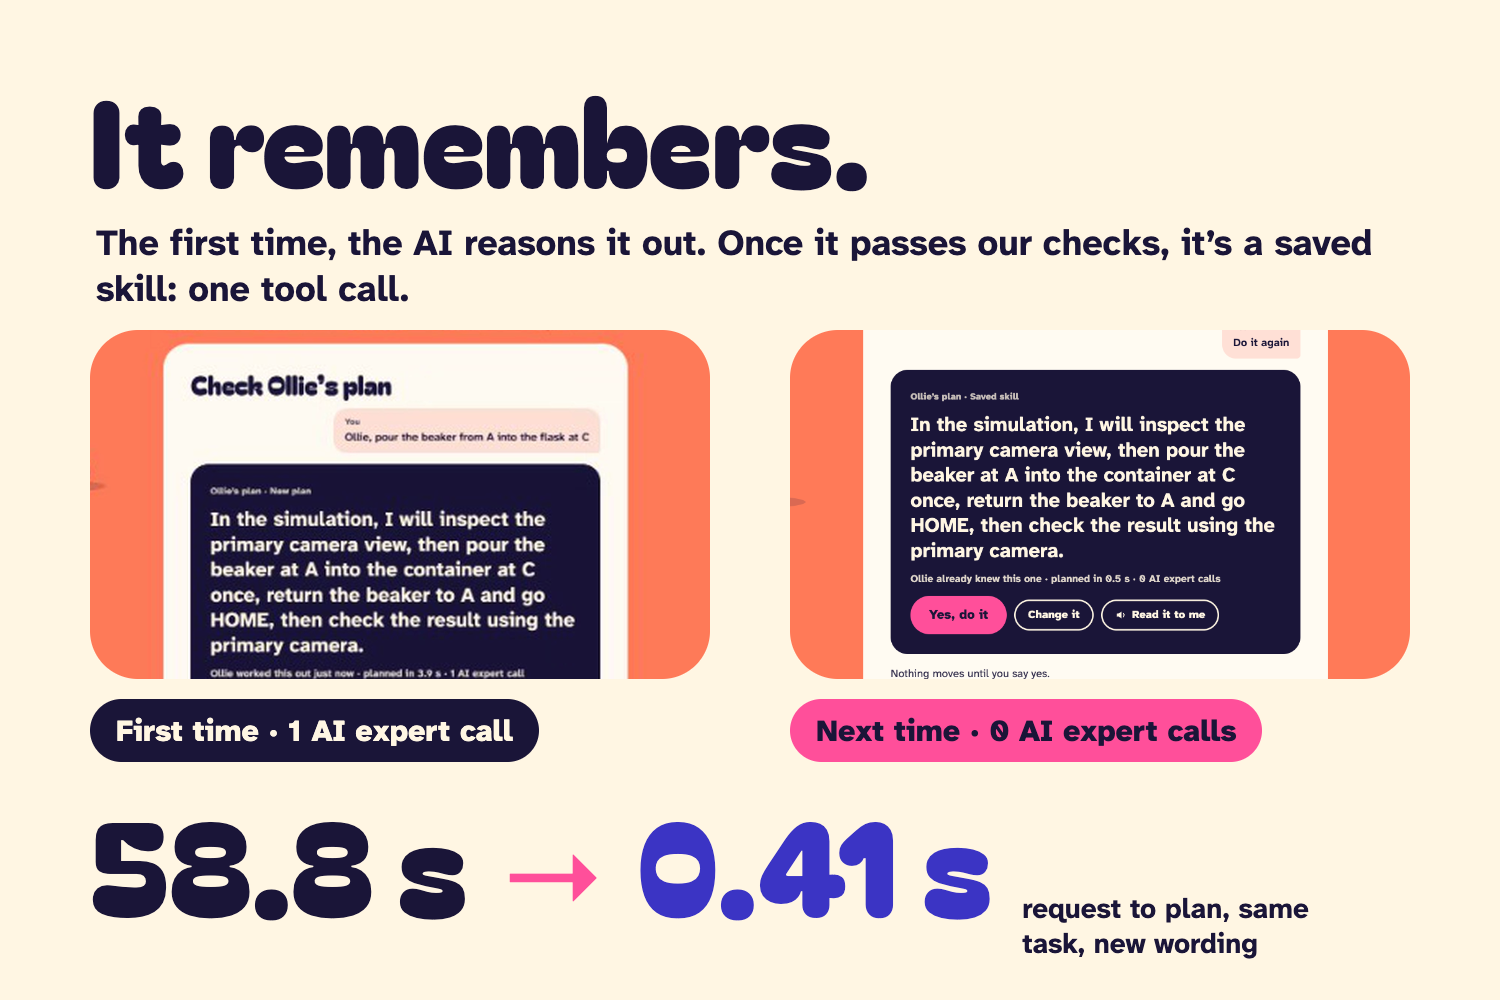 It remembers.
The first time, the AI reasons it out. Once it passes our checks, it’s a saved
skill: one tool call.
Check Ollie’s plan
You
Ollie, pour the beaker from A into the flask at C
Ollie’s plan · New plan
In the simulation, I will inspect the
primary camera view, then pour the
beaker at A into the container at C
once, return the beaker to A and go
HOME, then check the result using the
primary camera.
Ollie worked this out just now · planned in 3.9 s · 1 AI expert call
First time · 1 AI expert call
Do it again
Ollie’s plan · Saved skill
In the simulation, I will inspect the
primary camera view, then pour the
beaker at A into the container at C
once, return the beaker to A and go
HOME, then check the result using the
primary camera.
Ollie already knew this one · planned in 0.5 s · 0 AI expert calls
Yes, do it
Change it
Read it to me
Nothing moves until you say yes.
Next time · 0 AI expert calls
58.8 s → 0.41 s
request to plan, same
task, new wording